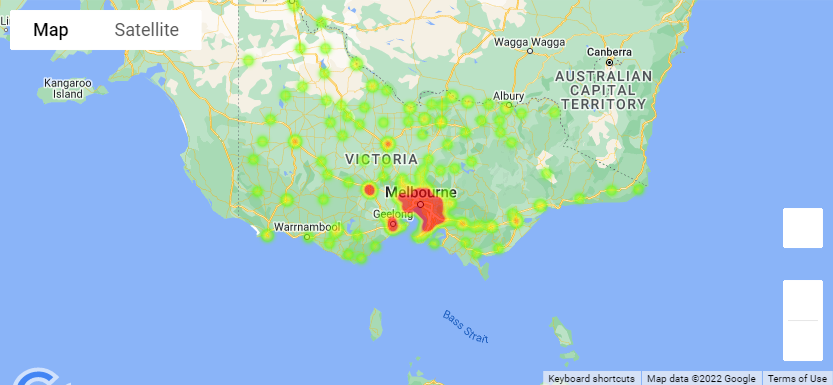 Map
Satellite
Wagga Wagga
Canberra
Kangaroo
Island
AUSTRALIAN
CAPITAL
TERRITORY
Albury
VICTORIA
Melbourne
Geelong
Warrnambool
Bass Strait
Keyboard shortcuts
Map data ©2022 Google
Terms of Use